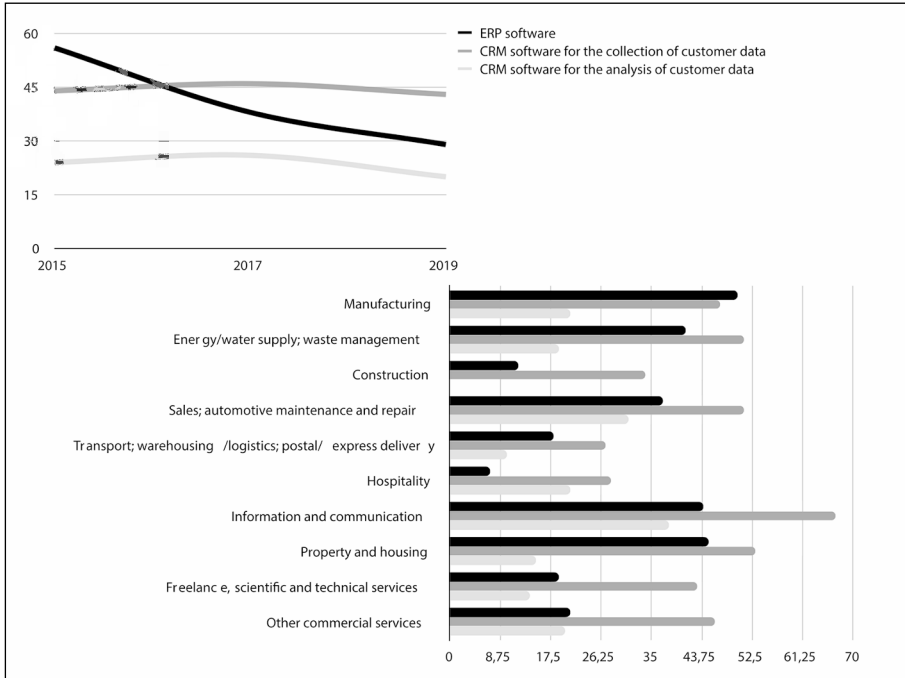 60
45
30
15
0
2015 2017 2019
ERP software
CRM software for the collection of customer data
CRM software for the analysis of customer data
Manufacturing
Ener gy/water supply; waste management
Construction
Sales; automotive maintenance and repair
Transport; warehousing /logistics; postal/ express deliver y
Hospitality
Information and communication
Property and housing
Freelanc e, scientific and technical services
Other commercial services
0 8,75 17,5 26,25 35 43,75 52,5 61,25 70